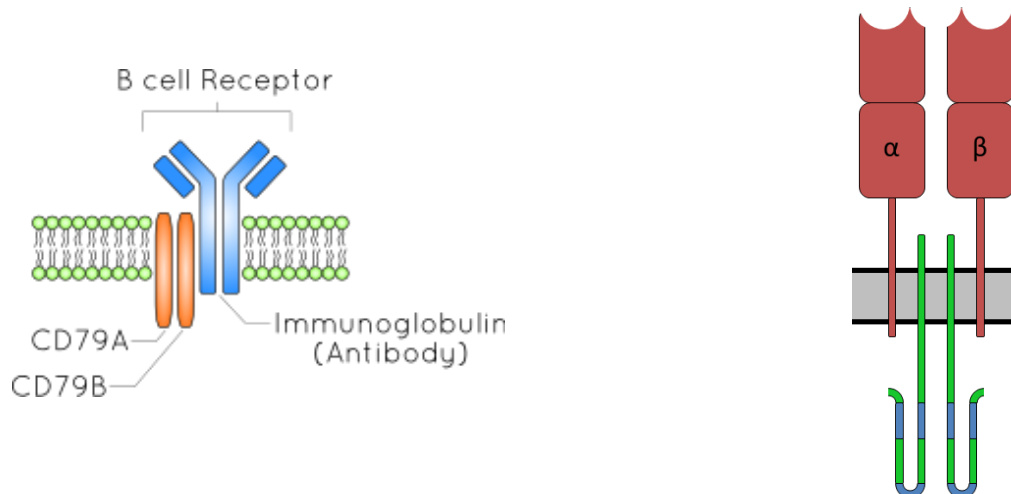 B cell Receptor
CD79A
CD79B
Immunoglobulin
(Antibody)
α
β